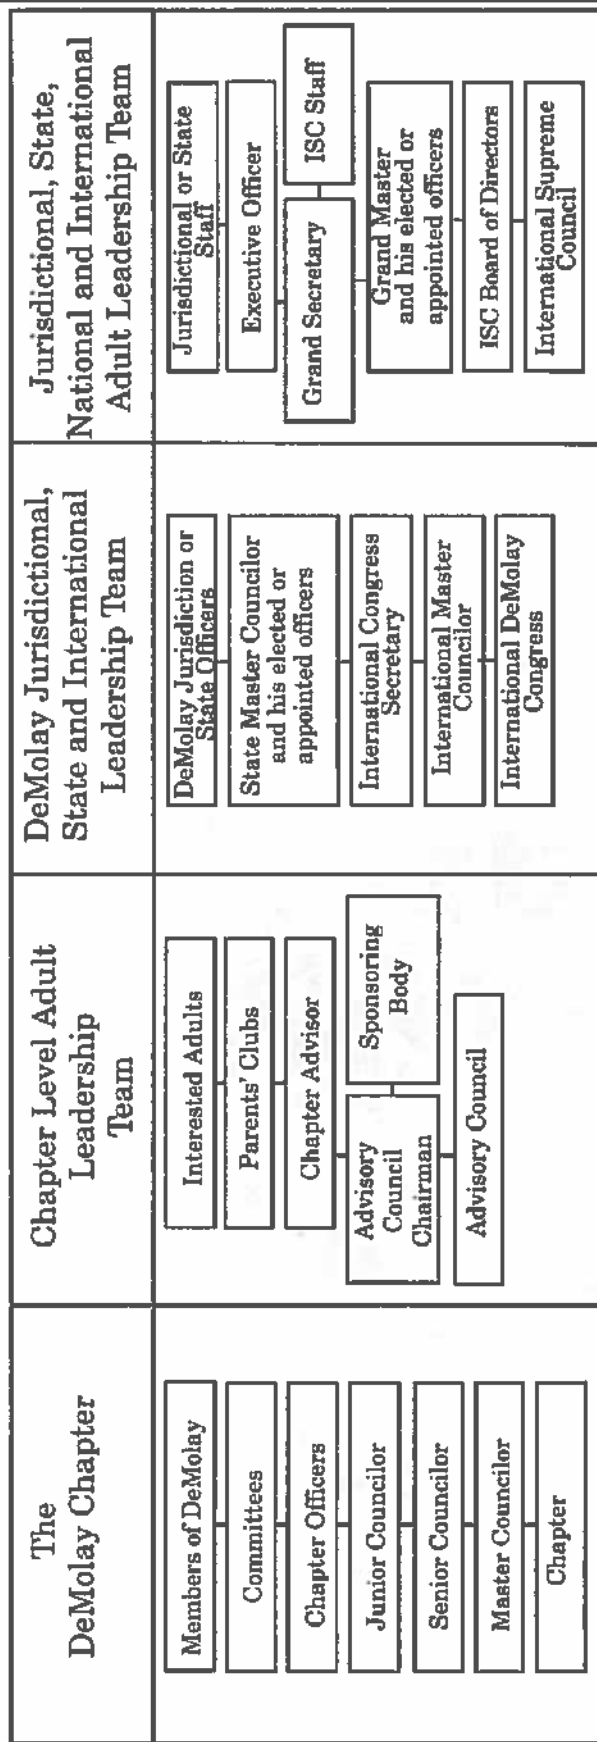 The
DeMolay Chapter
Members of DeMolay
Committees
Chapter Officers
Junior Councilor
Senior Councilor
Master Councilor
Chapter
Chapter Level Adult
Leadership
Team
Interested Adults
Parents' Clubs
Chapter Advisor
Advisory
Council
Chairman
Sponsoring
Body
Advisory Council
DeMolay Jurisdictional,
State and International
Leadership Team
DeMolay Jurisdiction or
State Officers
State Master Councilor
and his elected or
appointed officers
International Congress
Secretary
International Master
Councilor
International DeMolay
Congress
Jurisdictional, State,
National and International
Adult Leadership Team
Jurisdictional or State
Staff
Executive Officer
Grand Secretary
ISC Staff
Grand Master
and his elected or
appointed officers
ISC Board of Directors
International Supreme
Council